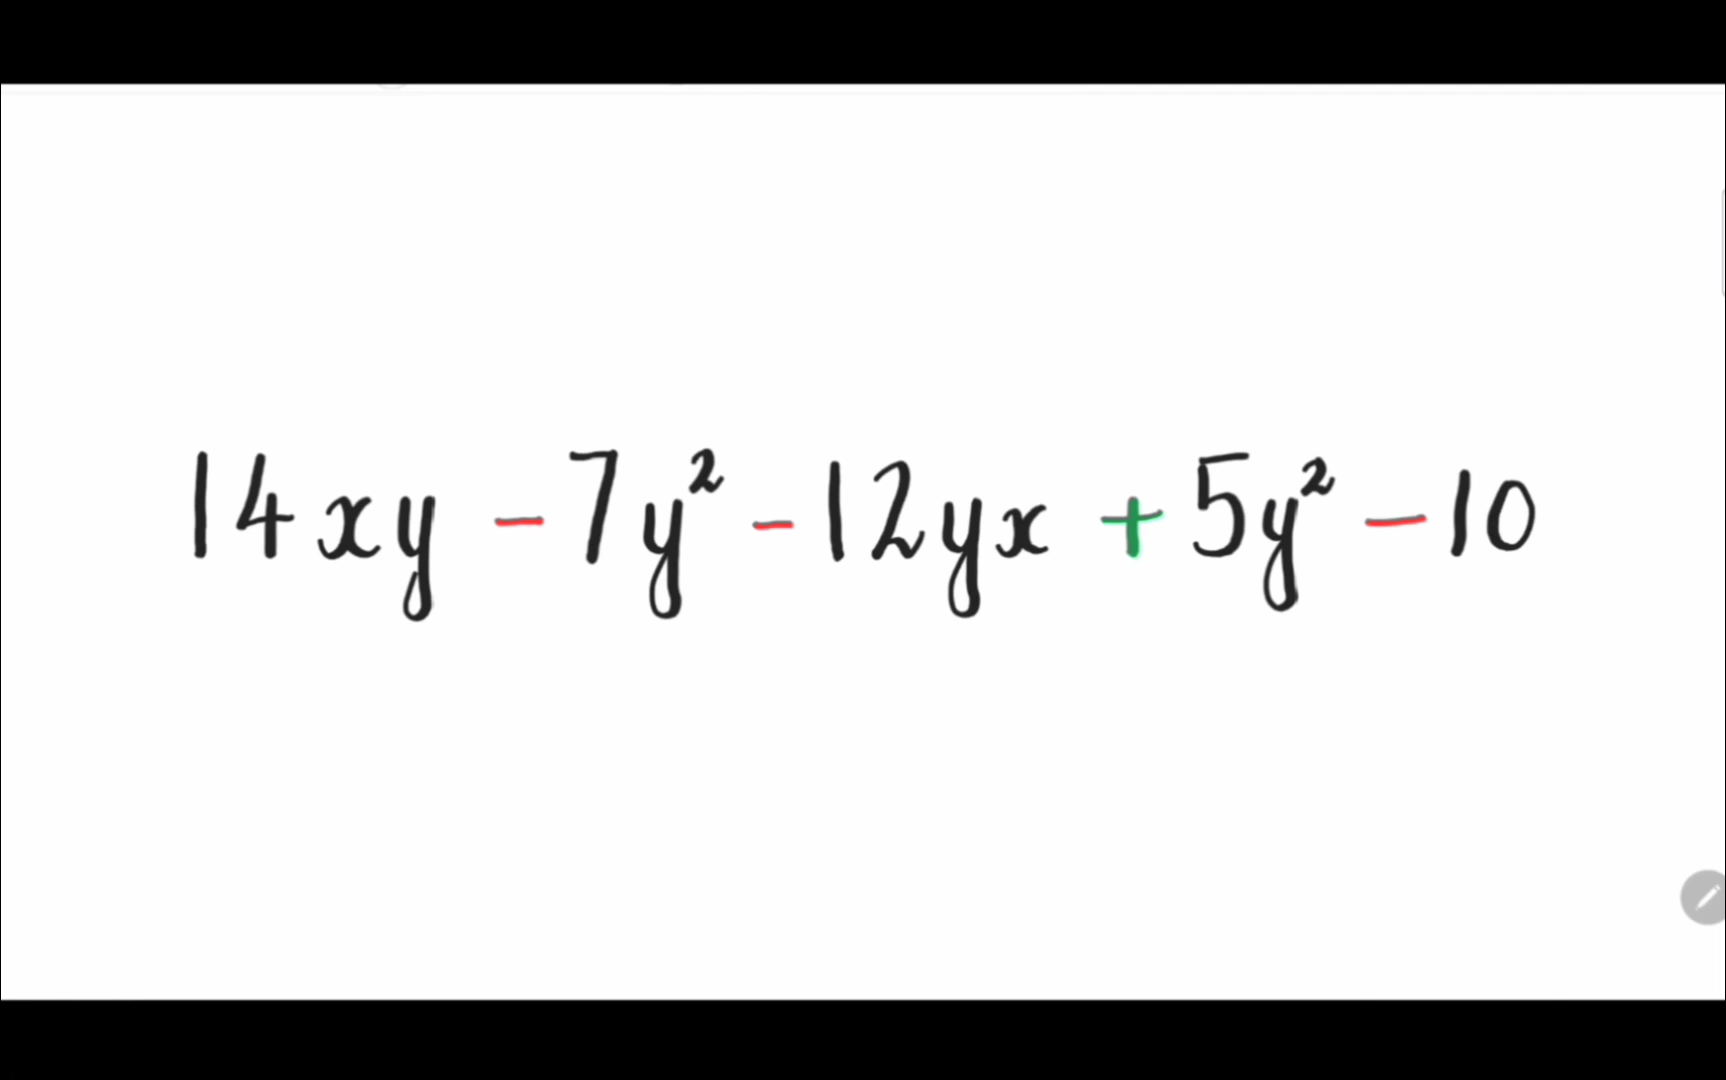 14xy - 7y² - 12yx + 5y² - 10